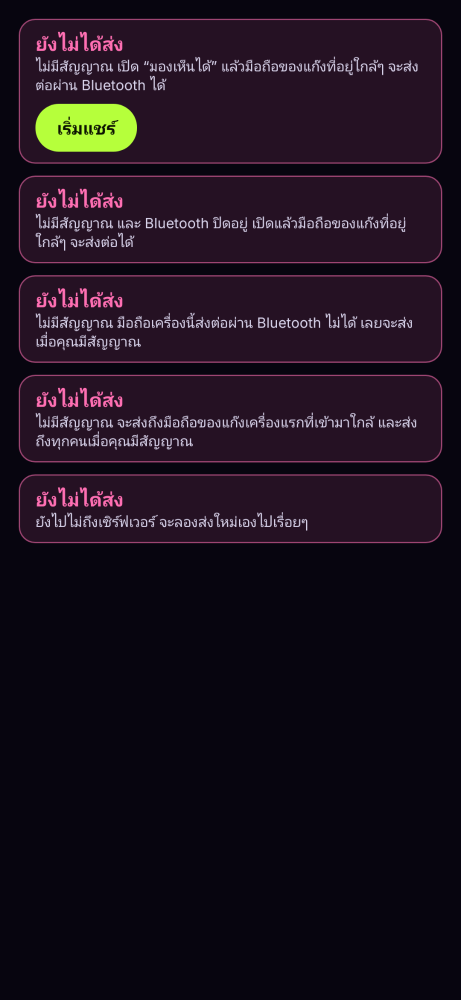 ยังไม่ได้ส่ง
ไม่มีสัญญาณ เปิด “มองเห็นได้” แล้วมือถือของแก๊งที่อยู่ใกล้ๆ จะส่ง
ต่อผ่าน Bluetooth ได้
เริ่มแชร์
ยังไม่ได้ส่ง
ไม่มีสัญญาณ และ Bluetooth ปิดอยู่ เปิดแล้วมือถือของแก๊งที่อยู่
ใกล้ๆ จะส่งต่อได้
ยังไม่ได้ส่ง
ไม่มีสัญญาณ มือถือเครื่องนี้ส่งต่อผ่าน Bluetooth ไม่ได้ เลยจะส่ง
เมื่อคุณมีสัญญาณ
ยังไม่ได้ส่ง
ไม่มีสัญญาณ จะส่งถึงมือถือของแก๊งเครื่องแรกที่เข้ามาใกล้ และส่ง
ถึงทุกคนเมื่อคุณมีสัญญาณ
ยังไม่ได้ส่ง
ยังไปไม่ถึงเซิร์ฟเวอร์ จะลองส่งใหม่เองไปเรื่อยๆ